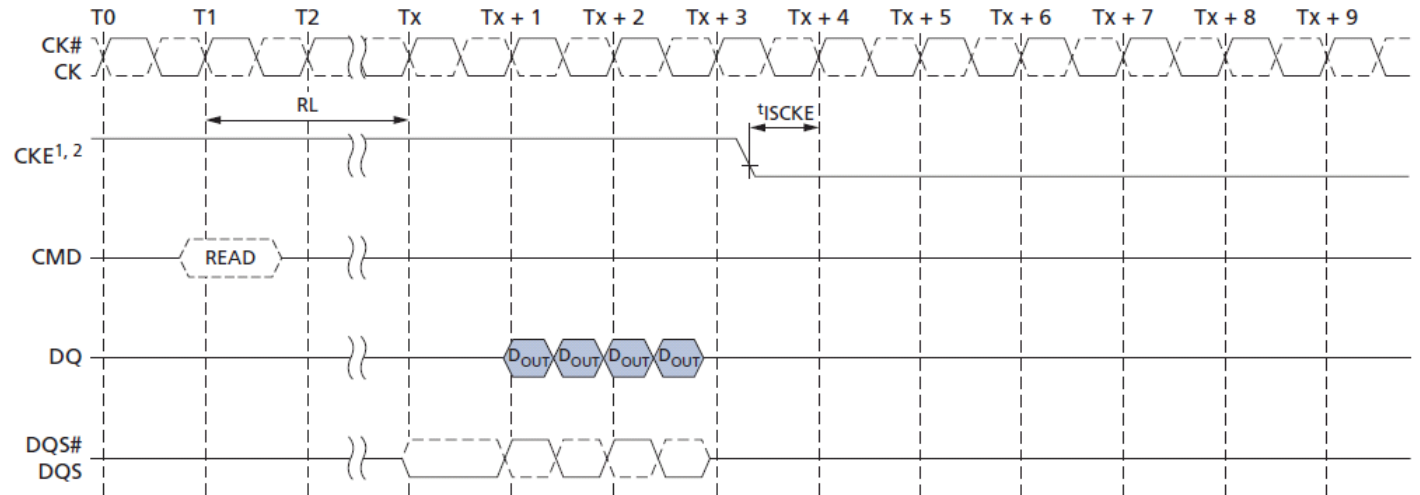 T0 T1 T2 Tx Tx + 1 Tx + 2 Tx + 3 Tx + 4 Tx + 5 Tx + 6 Tx + 7 Tx + 8 Tx + 9
CK#
CK
RL
tISCKE
CKE1, 2
CMD READ
DQ DOUT DOUT DOUT DOUT
DQS#
DQS